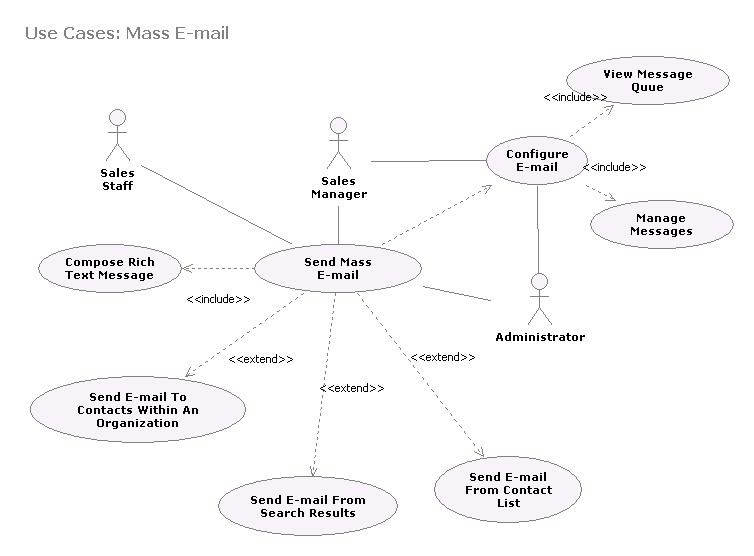 Use Cases: Mass E-mail
View Message
Quue
<<include>>
Configure
E-mail
<<include>>
Sales
Staff
Sales
Manager
Manage
Messages
Compose Rich
Text Message
Send Mass
E-mail
<<include>>
Administrator
<<extend>>
<<extend>>
<<extend>>
Send E-mail To
Contacts Within An
Organization
Send E-mail From
Search Results
Send E-mail
From Contact
List